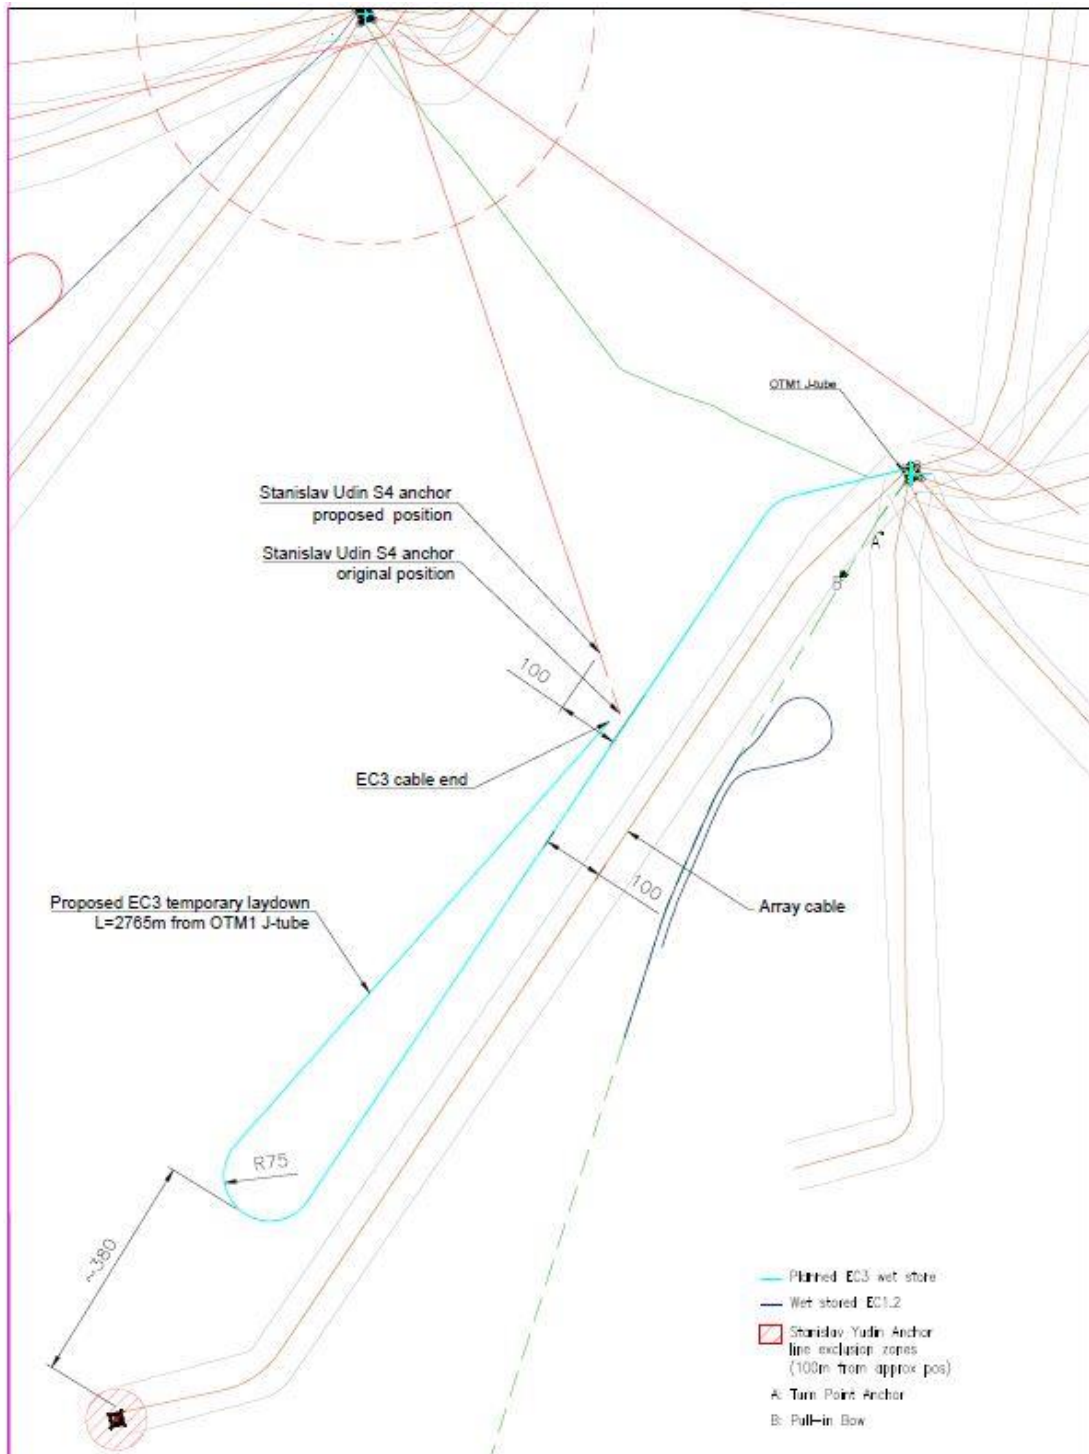 OTM1 J-tube
Stanislav Udin S4 anchor
proposed position
Stanislav Udin S4 anchor
original position
A
B
100
EC3 cable end
100
Array cable
Proposed EC3 temporary laydown
L=2765m from OTM1 J-tube
R75
~380
Planned EC3 wet store
Wet stored EC1.2
Stanislav Yudin Anchor
line exclusion zones
(100m from approx pos)
A: Turn Point Anchor
B: Pull-in Bow